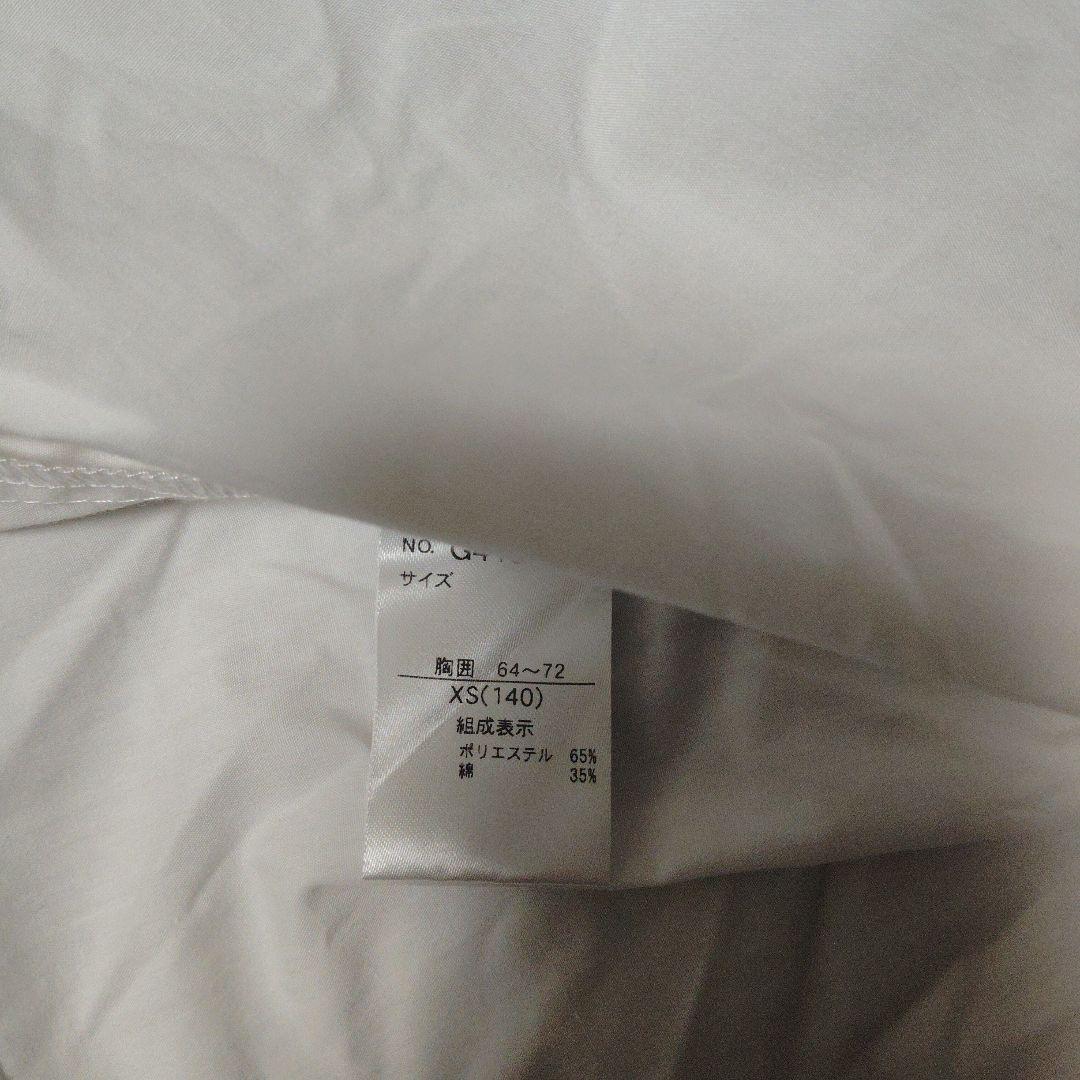 NO.
サイズ
胸囲 64〜72
XS(140)
組成表示
ポリエステル 65%
綿 35%